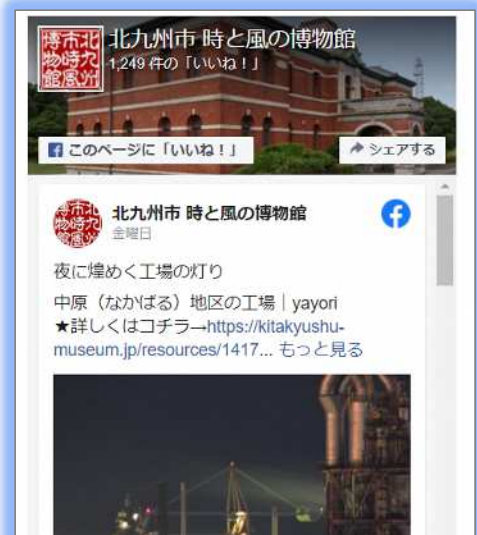 北九州市 時と風の博物館
1,249 件の「いいね！」
このページに「いいね！」
シェアする
北九州市 時と風の博物館
金曜日
夜に煌めく工場の灯り
中原（なかばる）地区の工場｜yayori
★詳しくはコチラ→https://kitakyushu-
museum.jp/resources/1417... もっと見る